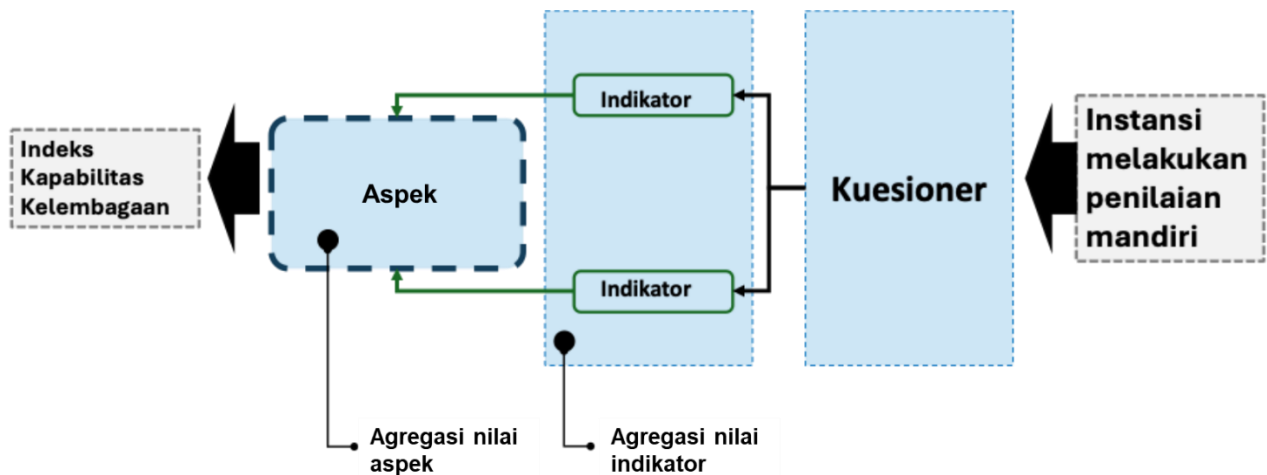 Indeks
Kapabilitas
Kelembagaan
Aspek
Indikator
Indikator
Kuesioner
Instansi
melakukan
penilaian
mandiri
Agregasi nilai
aspek
Agregasi nilai
indikator